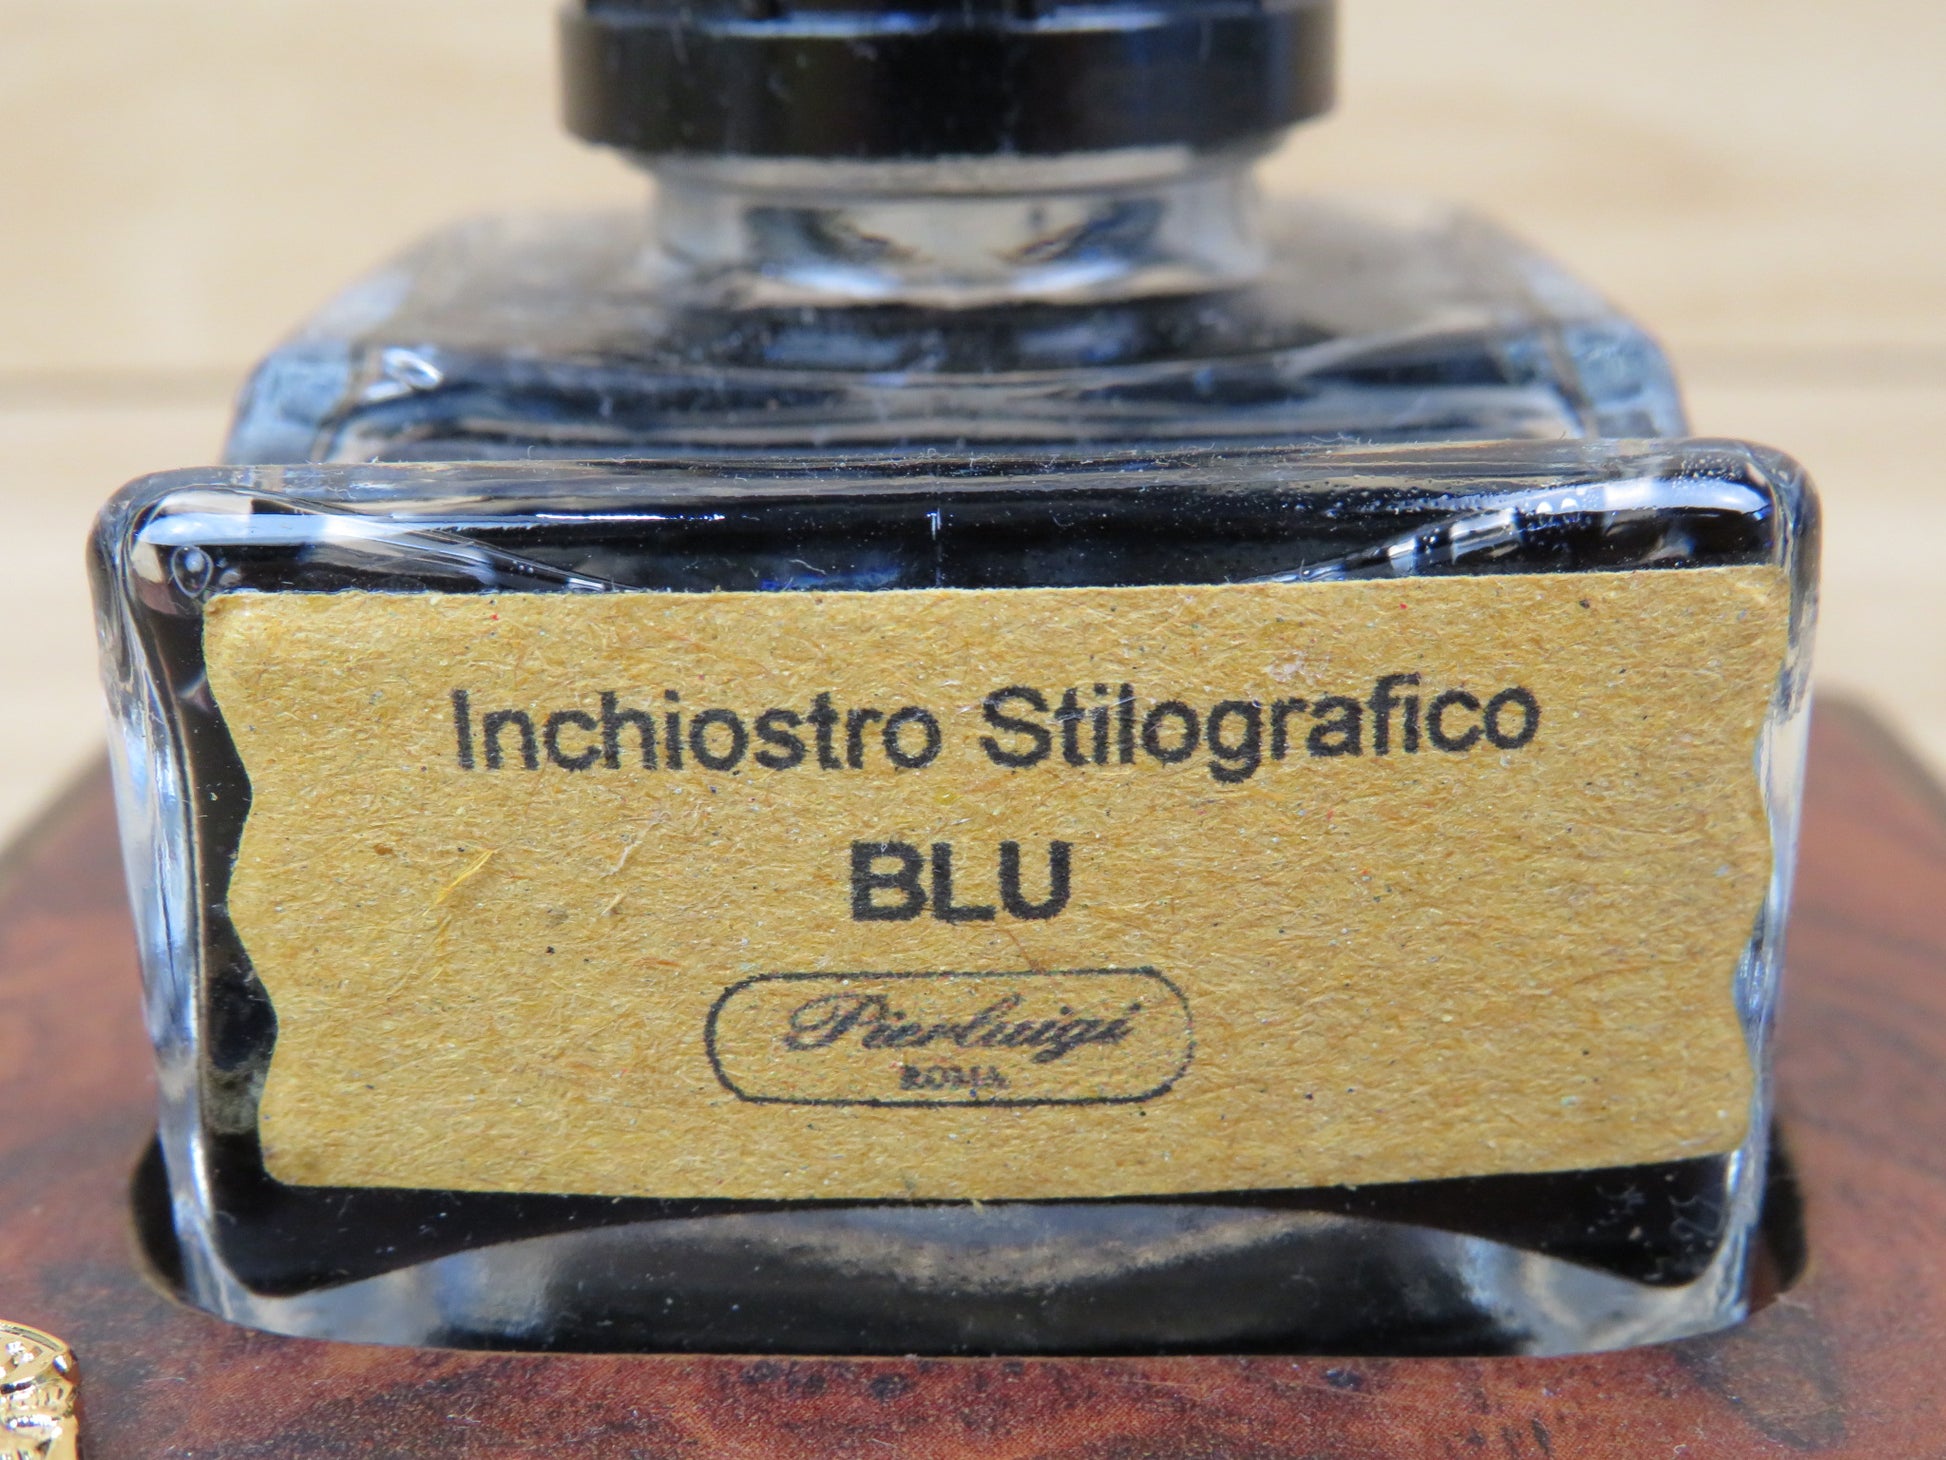 Inchiostro Stilografico
BLU
Pierluigi
ROMA